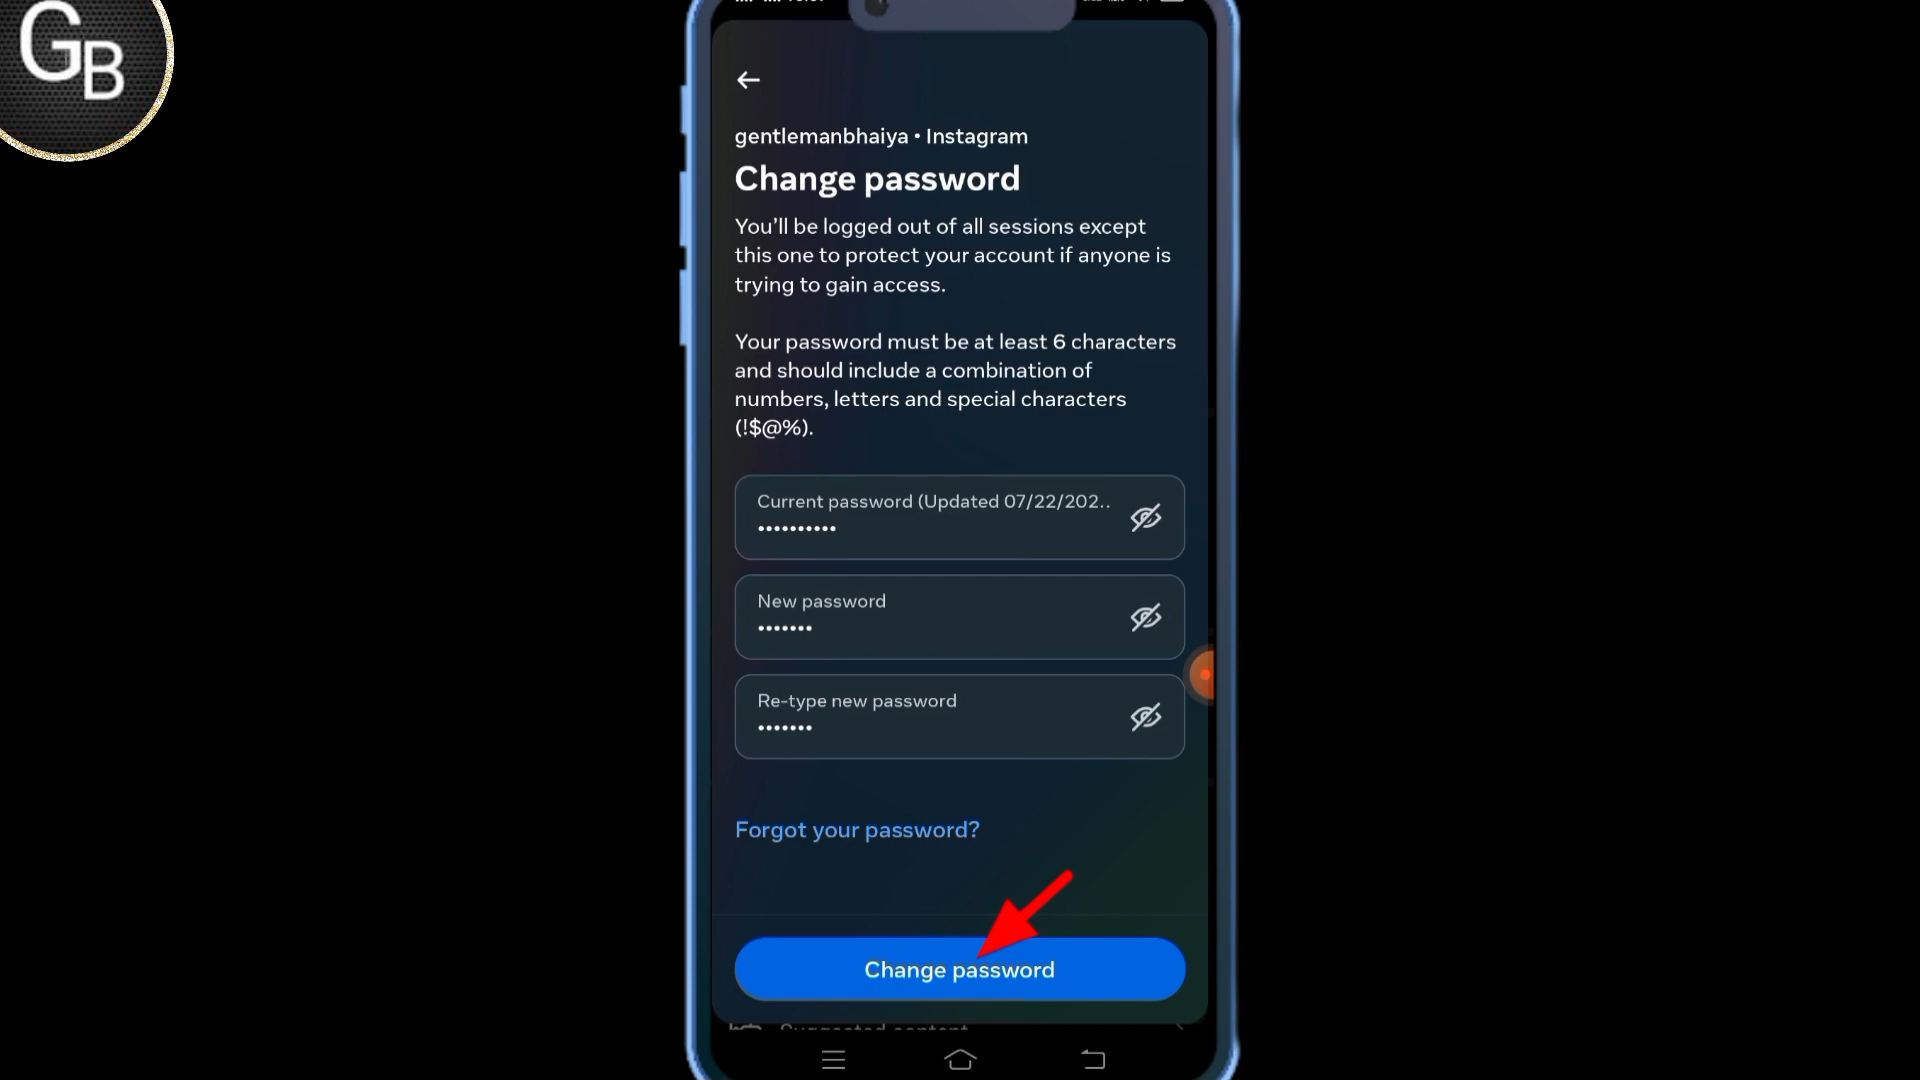 GB
←
gentlemanbhaiya • Instagram
Change password
You’ll be logged out of all sessions except
this one to protect your account if anyone is
trying to gain access.
Your password must be at least 6 characters
and should include a combination of
numbers, letters and special characters
(!$@%).
Current password (Updated 07/22/202..
••••••••••
New password
•••••••
Re-type new password
•••••••
Forgot your password?
Change password
Suggested content